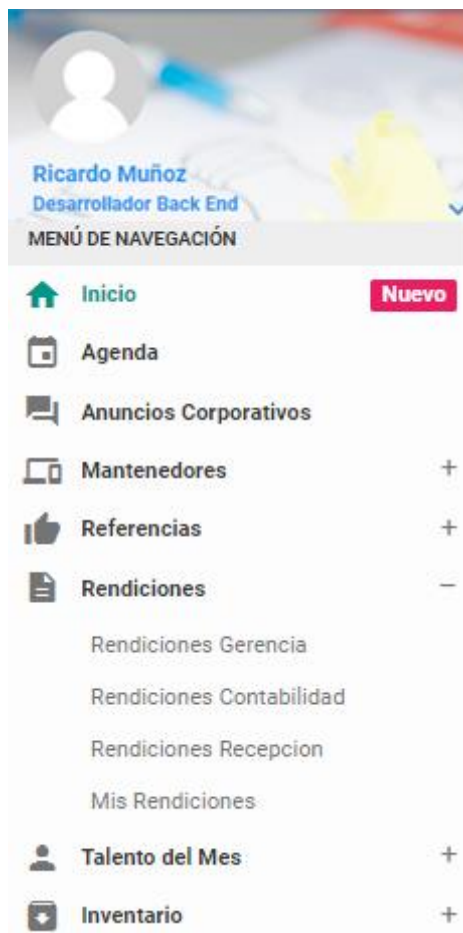 Ricardo Muñoz
Desarrollador Back End
MENÚ DE NAVEGACIÓN
Inicio Nuevo
Agenda
Anuncios Corporativos
Mantenedores +
Referencias +
Rendiciones −
Rendiciones Gerencia
Rendiciones Contabilidad
Rendiciones Recepcion
Mis Rendiciones
Talento del Mes +
Inventario +